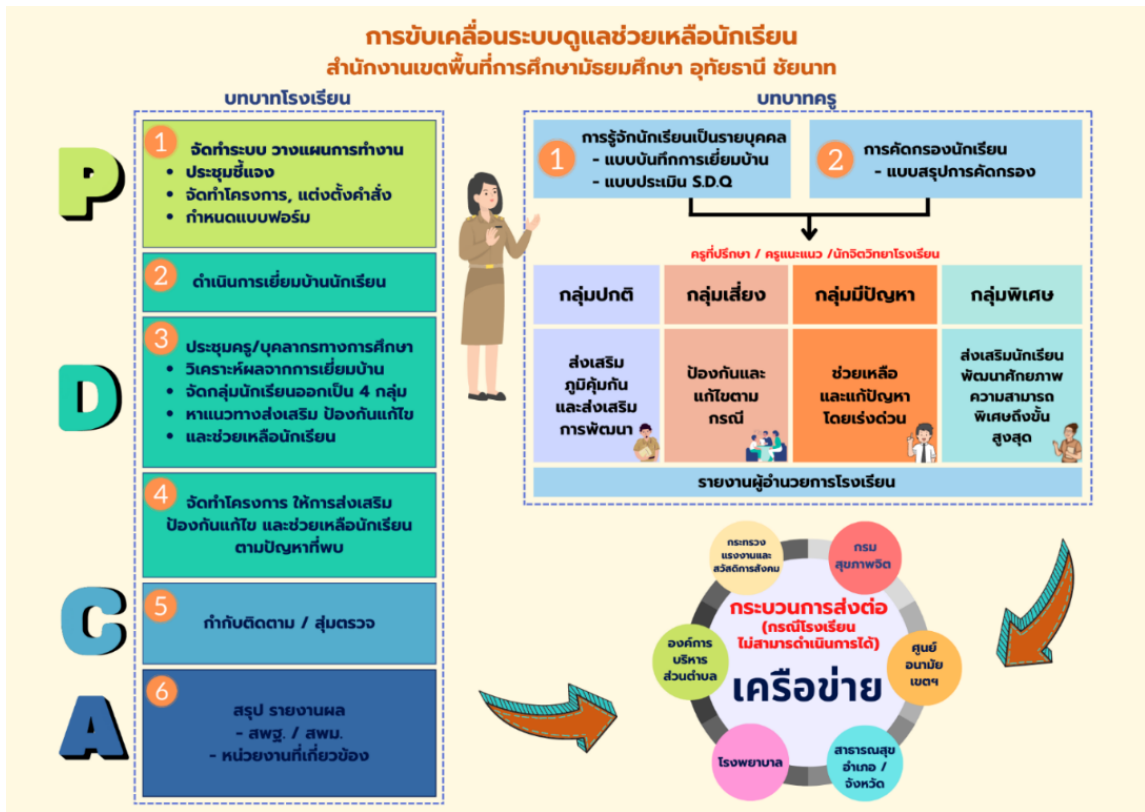 การขับเคลื่อนระบบดูแลช่วยเหลือนักเรียน
สำนักงานเขตพื้นที่การศึกษามัธยมศึกษา อุทัยธานี ชัยนาท
บทบาทโรงเรียน
P
1
จัดทำระบบ วางแผนการทำงาน
• ประชุมชี้แจง
• จัดทำโครงการ, แต่งตั้งคำสั่ง
• กำหนดแบบฟอร์ม
D
2
ดำเนินการเยี่ยมบ้านนักเรียน
3
ประชุมครู/บุคลากรทางการศึกษา
• วิเคราะห์ผลจากการเยี่ยมบ้าน
• จัดกลุ่มนักเรียนออกเป็น 4 กลุ่ม
• หาแนวทางส่งเสริม ป้องกันแก้ไข
• และช่วยเหลือนักเรียน
4
จัดทำโครงการ ให้การส่งเสริม
ป้องกันแก้ไข และช่วยเหลือนักเรียน
ตามปัญหาที่พบ
C
5
กำกับติดตาม / สุ่มตรวจ
A
6
สรุป รายงานผล
- สพฐ. / สพม.
- หน่วยงานที่เกี่ยวข้อง
บทบาทครู
1
การรู้จักนักเรียนเป็นรายบุคคล
- แบบบันทึกการเยี่ยมบ้าน
- แบบประเมิน S.D.Q
2
การคัดกรองนักเรียน
- แบบสรุปการคัดกรอง
ครูที่ปรึกษา / ครูแนะแนว /นักจิตวิทยาโรงเรียน
กลุ่มปกติ
ส่งเสริม
ภูมิคุ้มกัน
และส่งเสริม
การพัฒนา
กลุ่มเสี่ยง
ป้องกันและ
แก้ไขตาม
กรณี
กลุ่มมีปัญหา
ช่วยเหลือ
และแก้ปัญหา
โดยเร่งด่วน
กลุ่มพิเศษ
ส่งเสริมนักเรียน
พัฒนาศักยภาพ
ความสามารถ
พิเศษถึงขั้น
สูงสุด
รายงานผู้อำนวยการโรงเรียน
กระทรวง
แรงงานและ
สวัสดิการสังคม
กรม
สุขภาพจิต
กระบวนการส่งต่อ
(กรณีโรงเรียน
ไม่สามารถดำเนินการได้)
เครือข่าย
องค์การ
บริหาร
ส่วนตำบล
ศูนย์
อนามัย
เขตฯ
โรงพยาบาล
สาธารณสุข
อำเภอ /
จังหวัด